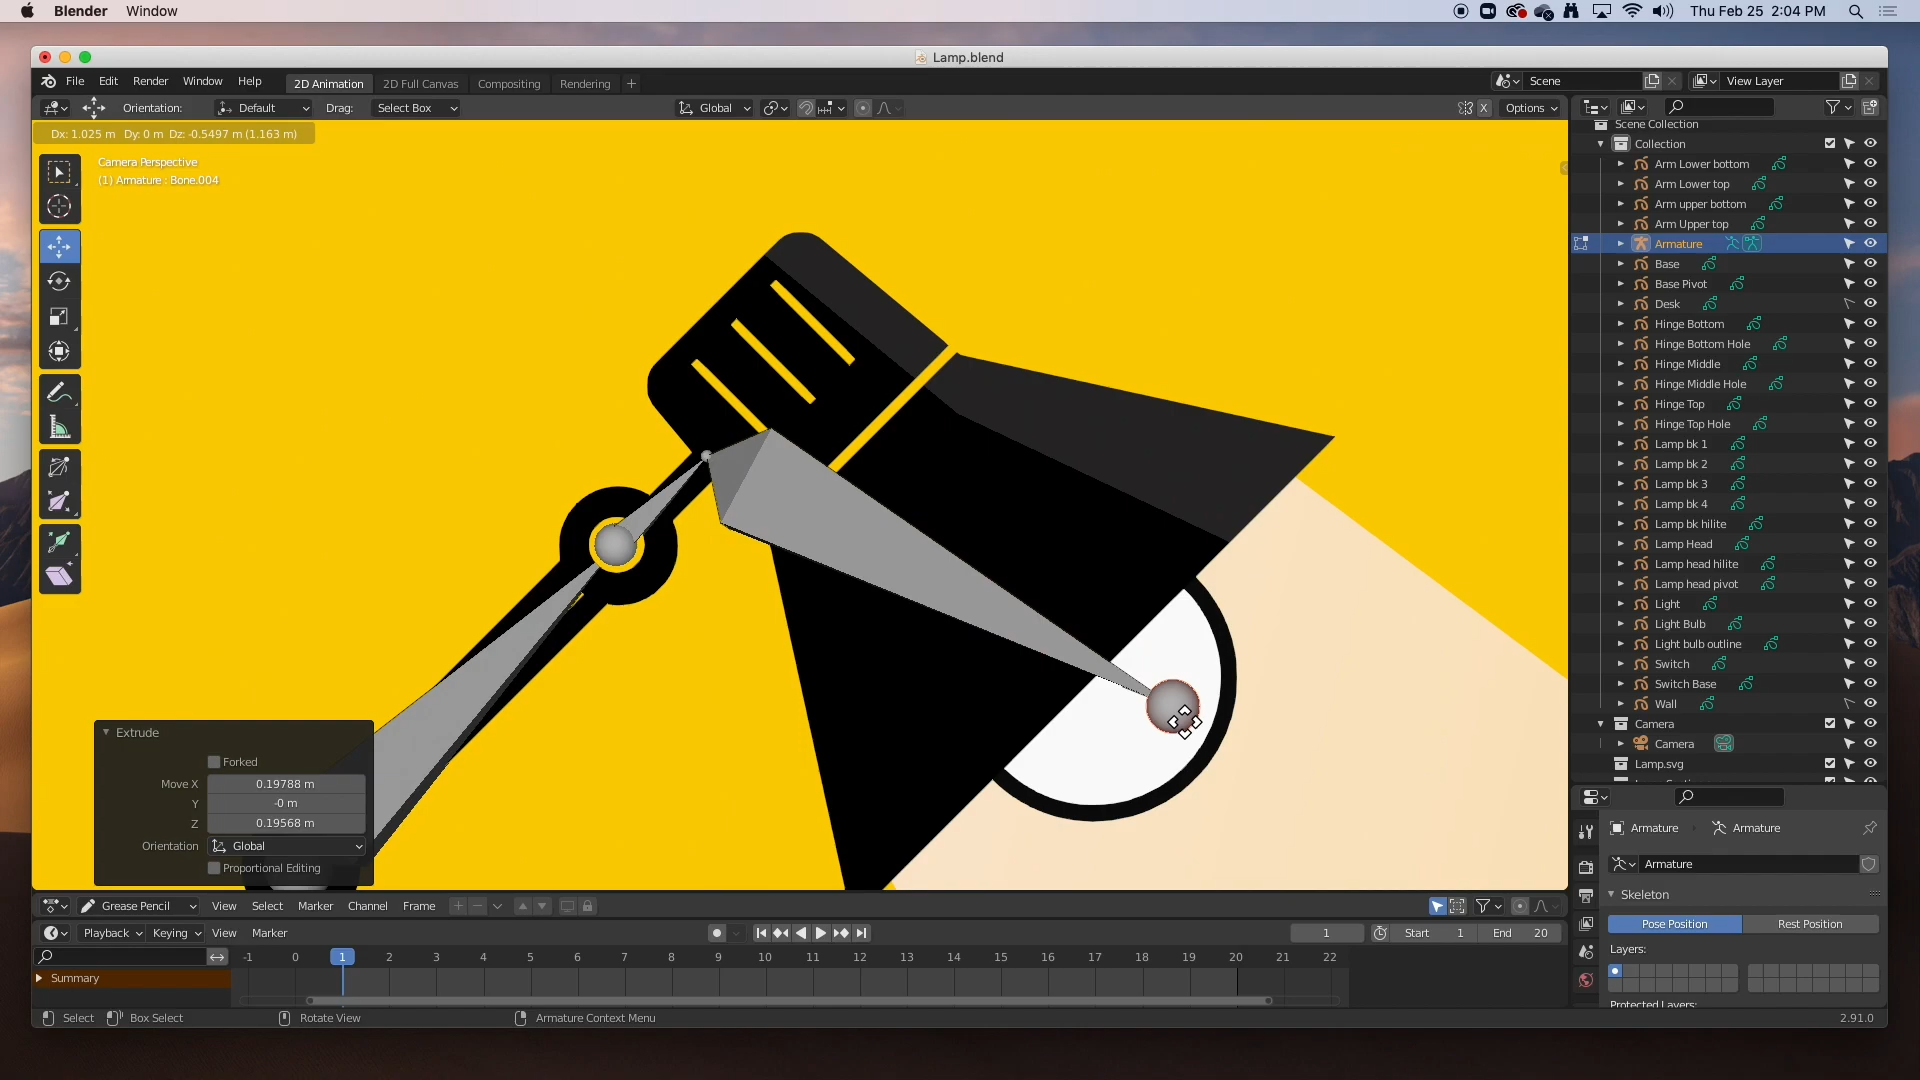 Blender Window Thu Feb 25 2:04 PM
Lamp.blend
File Edit Render Window Help 2D Animation 2D Full Canvas Compositing Rendering + Scene View Layer
Orientation: Default Drag: Select Box Global X Options
Dx: 1.025 m Dy: 0 m Dz: -0.5497 m (1.163 m)
Camera Perspective
(1) Armature : Bone.004
Scene Collection
Collection
Arm Lower bottom
Arm Lower top
Arm upper bottom
Arm Upper top
Armature
Base
Base Pivot
Desk
Hinge Bottom
Hinge Bottom Hole
Hinge Middle
Hinge Middle Hole
Hinge Top
Hinge Top Hole
Lamp bk 1
Lamp bk 2
Lamp bk 3
Lamp bk 4
Lamp bk hilite
Lamp Head
Lamp head hilite
Lamp head pivot
Light
Light Bulb
Light bulb outline
Switch
Switch Base
Wall
Camera
Camera
Lamp.svg
Extrude
Forked
Move X 0.19788 m
Y -0 m
Z 0.19568 m
Orientation Global
Proportional Editing
Armature Armature
Armature
Skeleton
Pose Position Rest Position
Layers:
Protected Layers:
Grease Pencil View Select Marker Channel Frame
Playback Keying View Marker 1 Start 1 End 20
-1 0 1 2 3 4 5 6 7 8 9 10 11 12 13 14 15 16 17 18 19 20 21 22
Summary
Select Box Select Rotate View Armature Context Menu 2.91.0